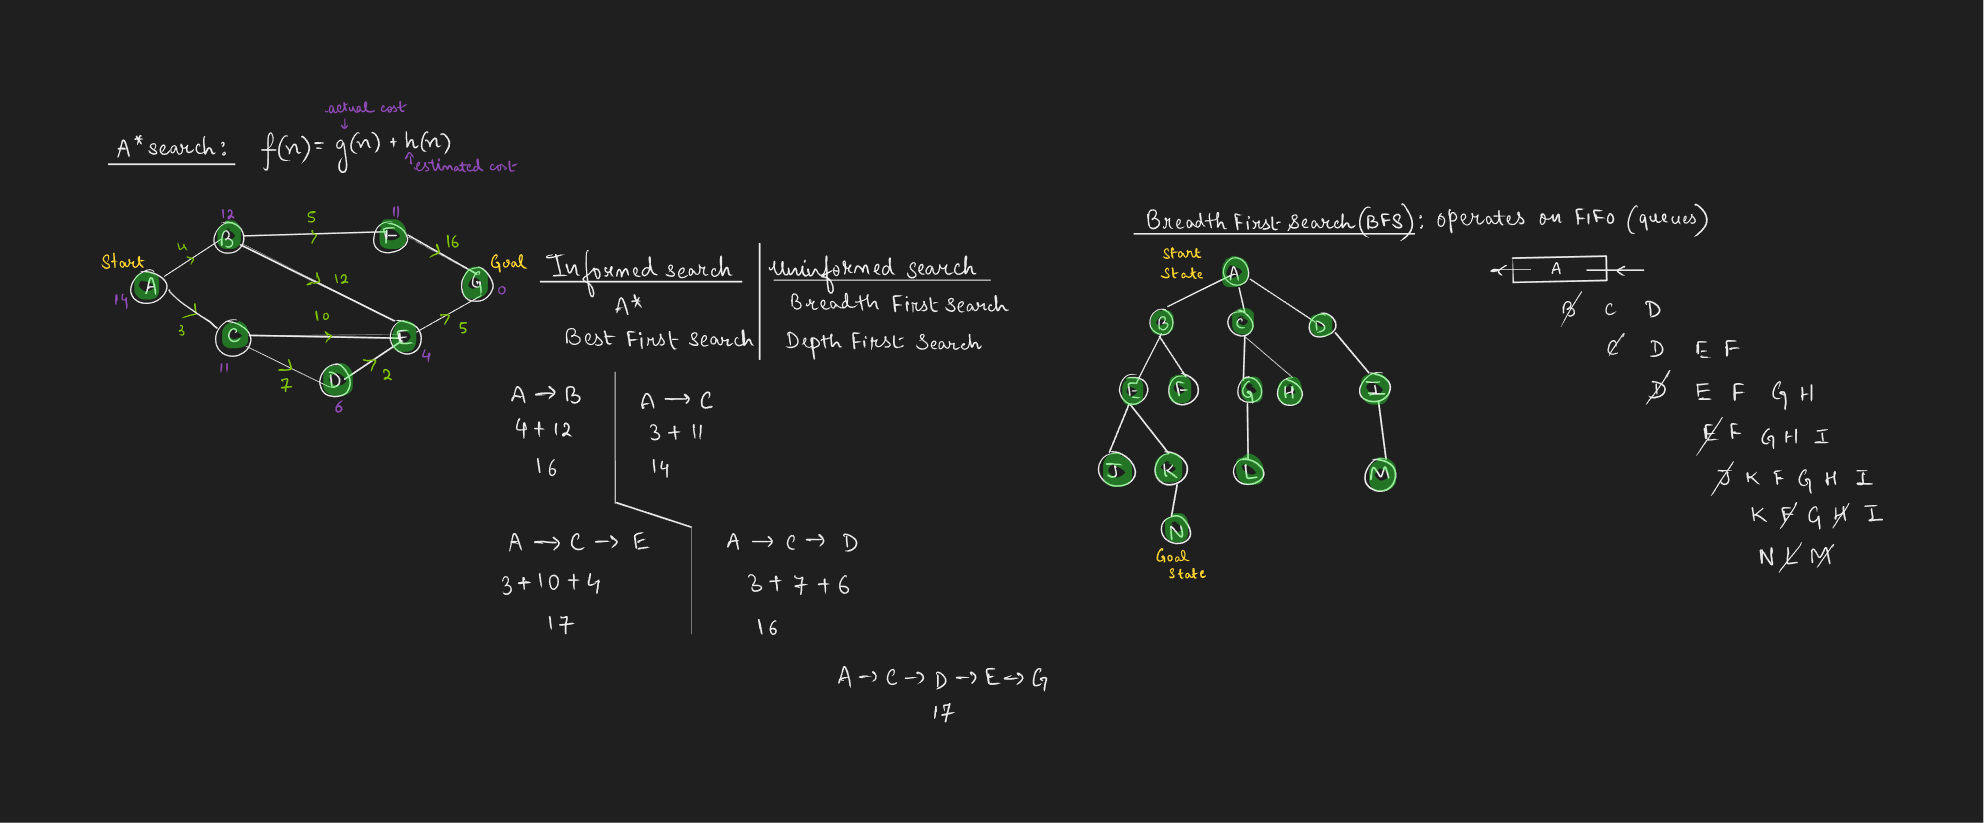 actual cost
A* search: f(n) = g(n) + h(n)
estimated cost
12 5 11
B F
4 16
Start Goal
A 12 G
14 0
3 10 5
C E
11 7 2 4
D
6
Informed search Uninformed search
A* Breadth First Search
Best First Search Depth First Search
A → B A → C
4 + 12 3 + 11
16 14
A → C → E A → C → D
3 + 10 + 4 3 + 7 + 6
17 16
A → C → D → E → G
17
Breadth First Search (BFS): operates on FIFO (queues)
Start
State A
B C D
E F G H I
J K L M
N
Goal
State
A
B C D
C D E F
D E F G H
E F G H I
J K F G H I
K F G H I
N L M